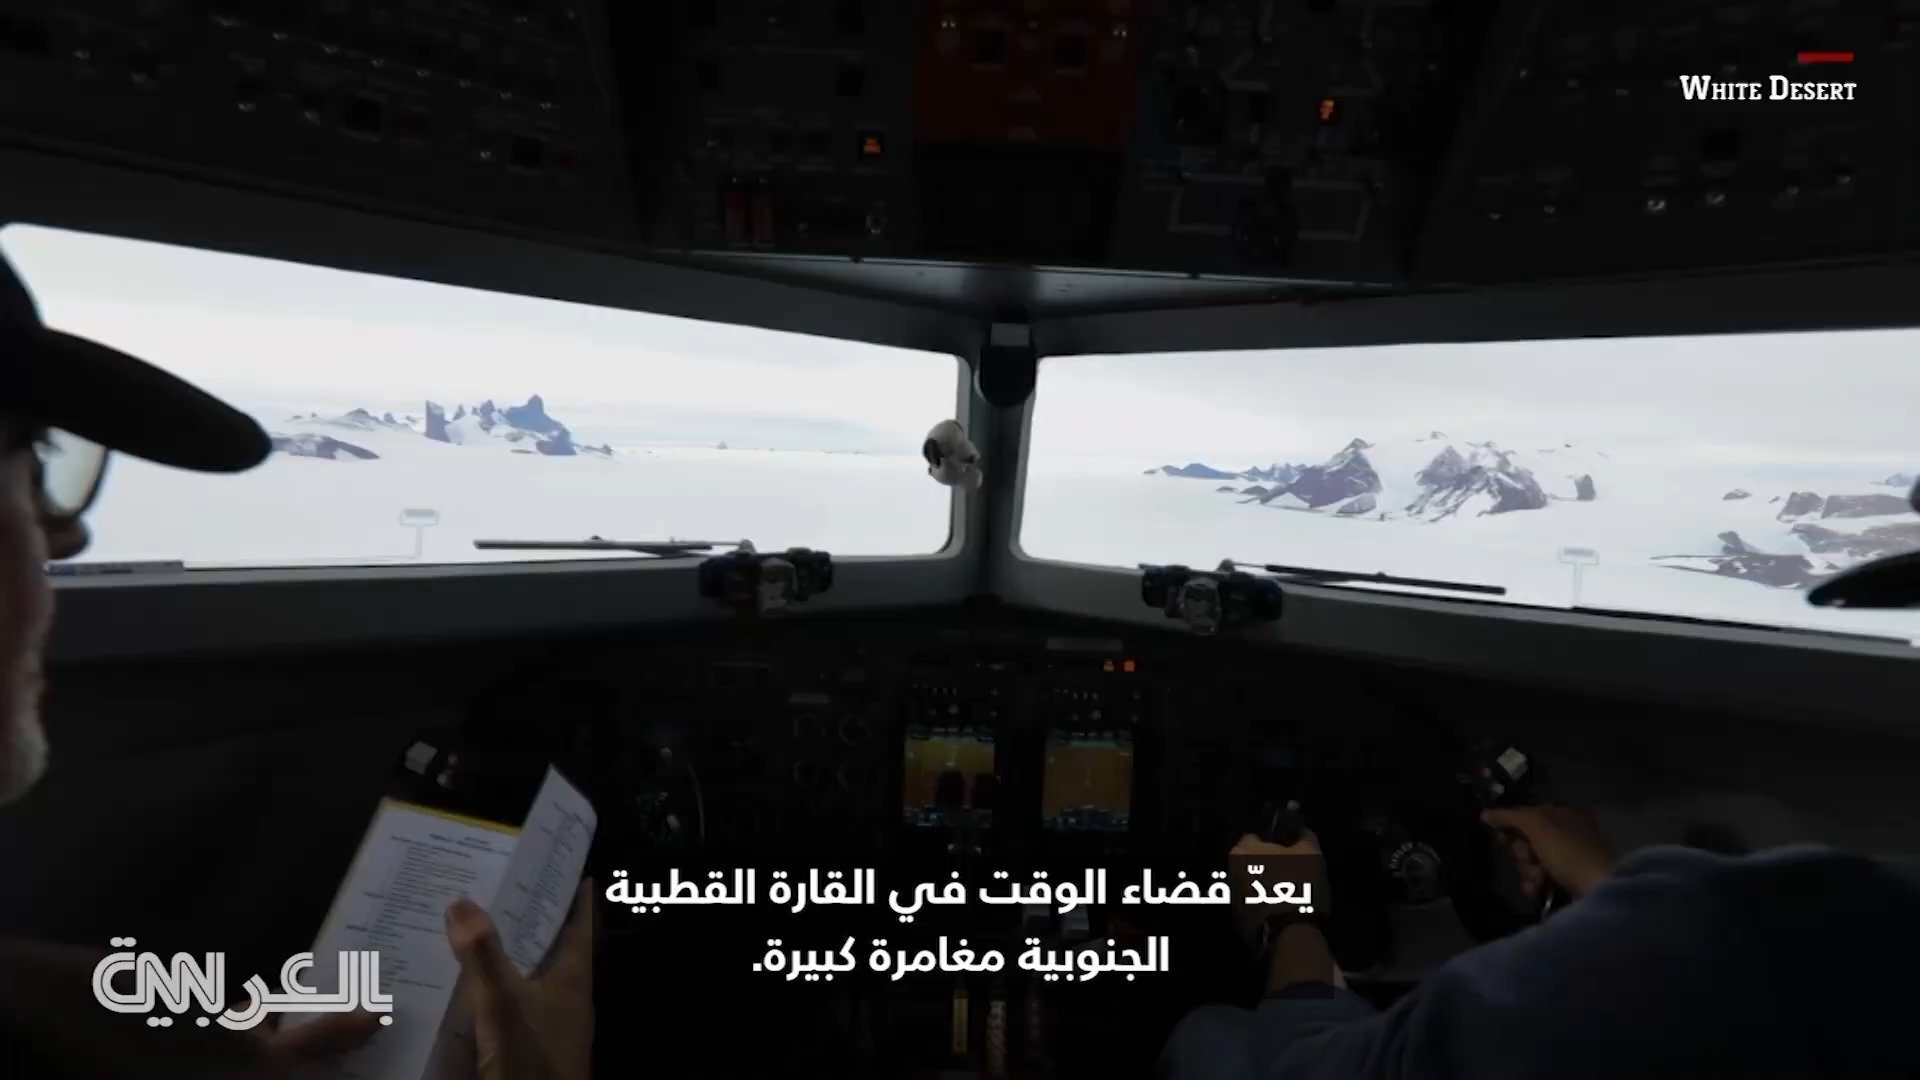 White Desert
يعدّ قضاء الوقت في القارة القطبية
الجنوبية مغامرة كبيرة.
CNN بالعربية